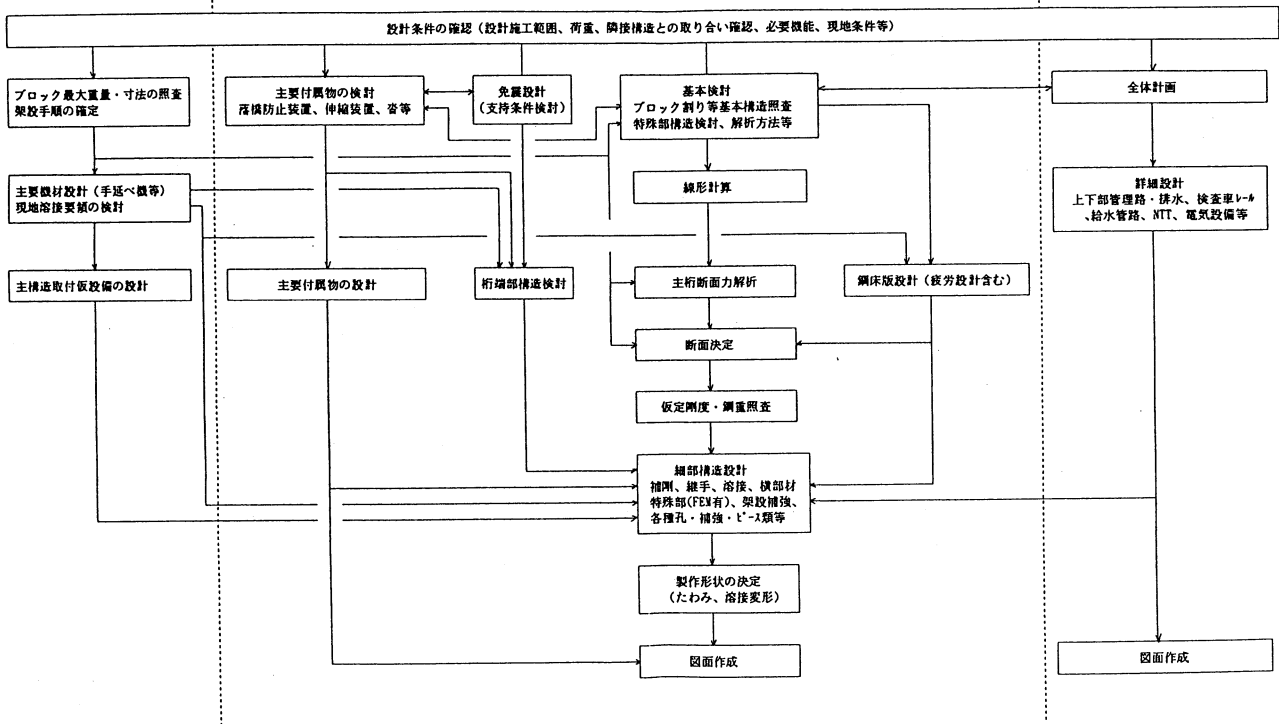 設計条件の確認（設計施工範囲、荷重、隣接構造との取り合い確認、必要機能、現地条件等）
ブロック最大重量・寸法の照査
架設手順の確定
主要付属物の検討
落橋防止装置、伸縮装置、沓等
免震設計
（支持条件検討）
基本検討
ブロック割り等基本構造照査
特殊部構造検討、解析方法等
全体計画
主要機材設計（手延べ機等）
現地溶接要領の検討
線形計算
詳細設計
上下部管理路・排水、検査車レール
、給水管路、NTT、電気設備等
主構造取付仮設備の設計
主要付属物の設計
桁端部構造検討
主桁断面力解析
鋼床版設計（疲労設計含む）
断面決定
仮定剛度・鋼重照査
細部構造設計
補剛、継手、溶接、横部材
特殊部(FEM有)、架設補強、
各種孔・補強・ピース類等
製作形状の決定
（たわみ、溶接変形）
図面作成
図面作成